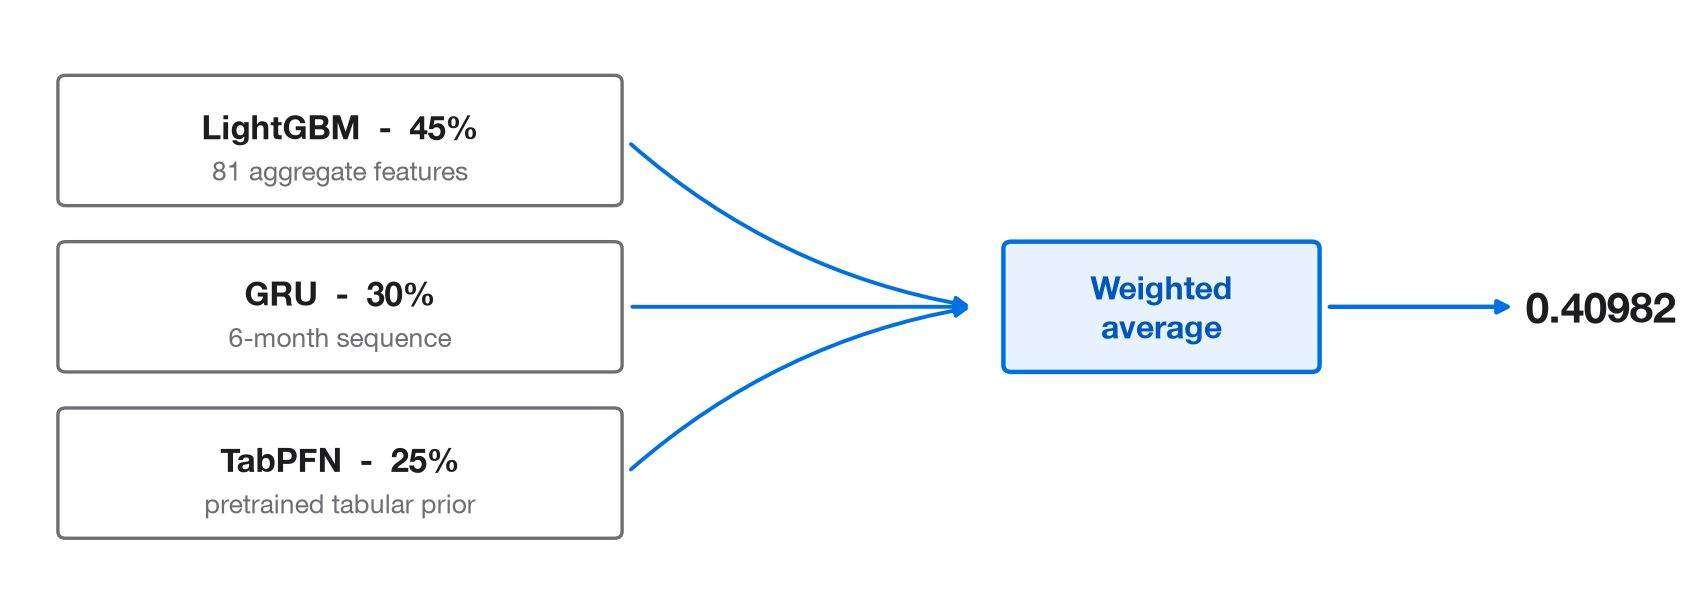 LightGBM - 45%
81 aggregate features
GRU - 30%
6-month sequence
TabPFN - 25%
pretrained tabular prior
Weighted
average
0.40982